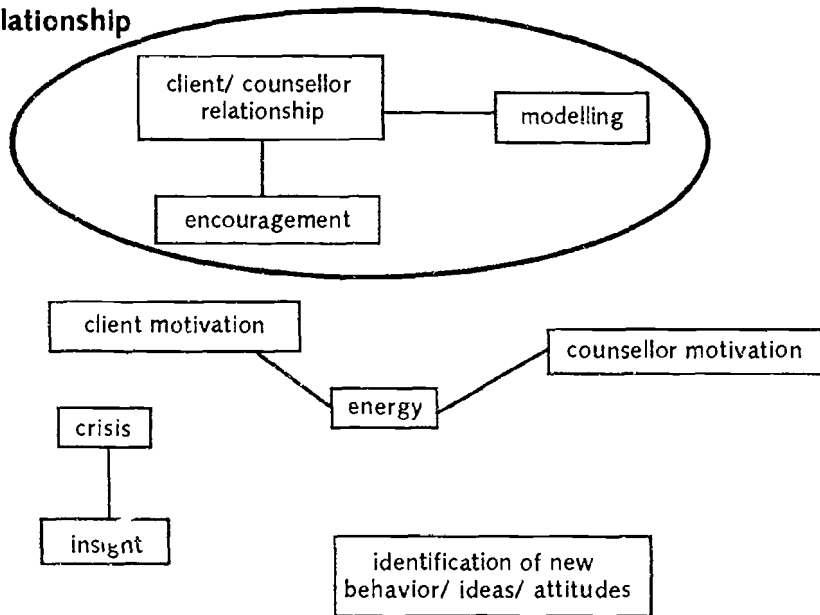 lationship
client/ counsellor
relationship
modelling
encouragement
client motivation
counsellor motivation
energy
crisis
insight
identification of new
behavior/ ideas/ attitudes